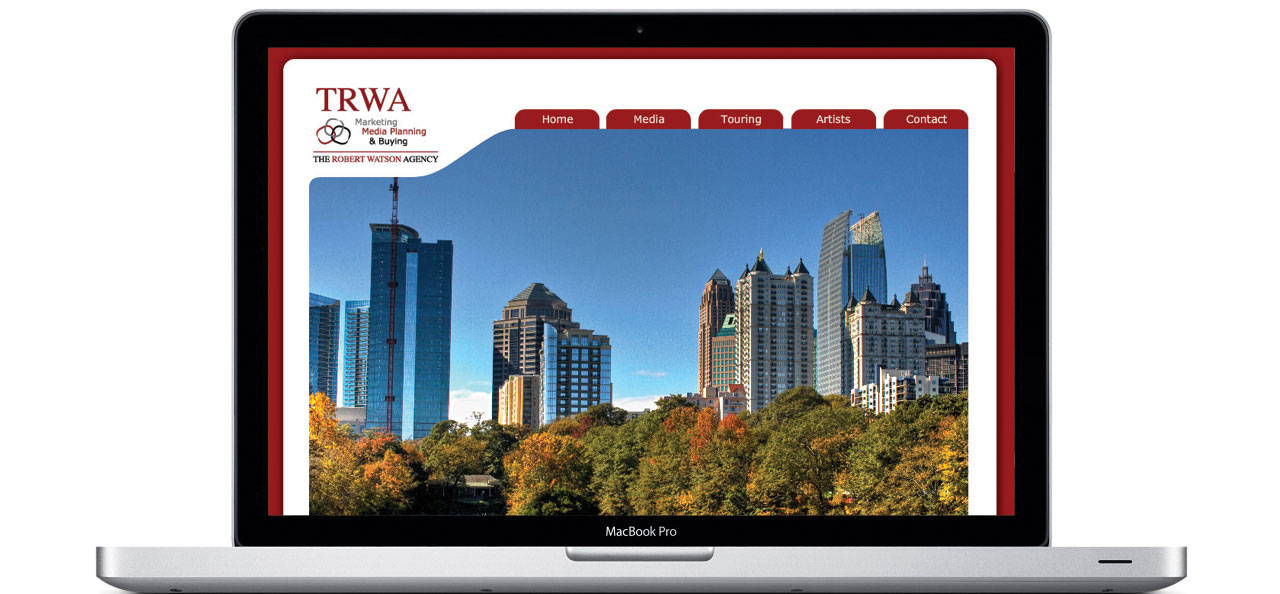 TRWA
Marketing
Media Planning
& Buying
THE ROBERT WATSON AGENCY
Home Media Touring Artists Contact
MacBook Pro